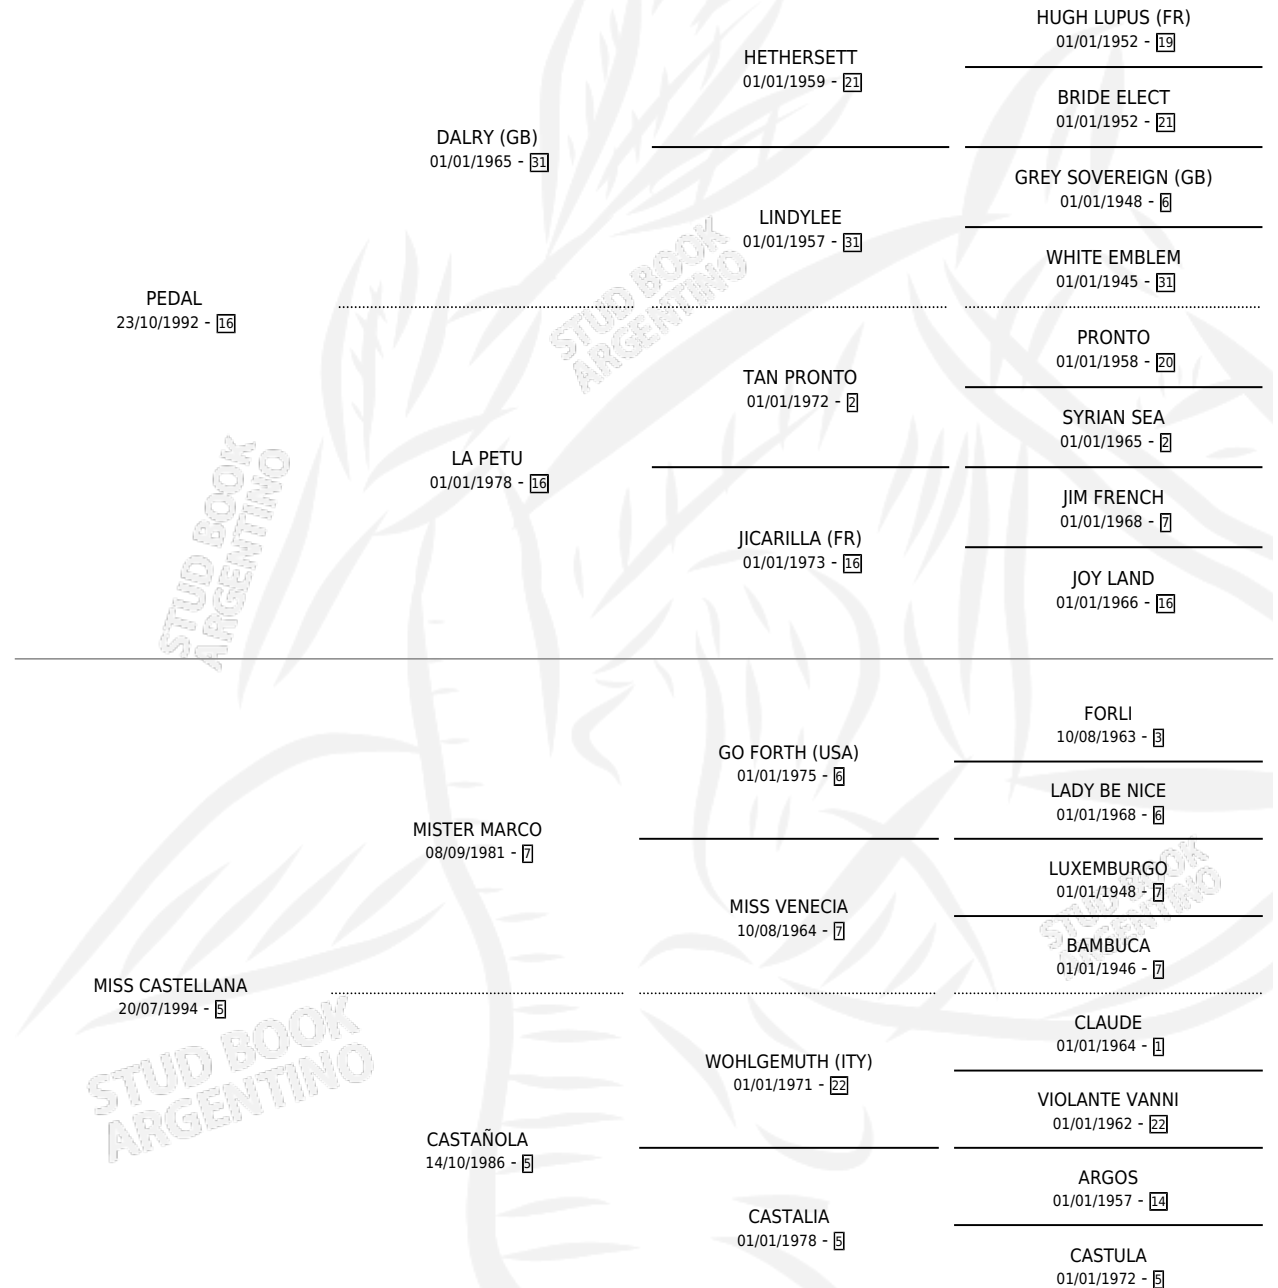 HUGH LUPUS (FR)
01/01/1952 - 19
HETHERSETT
01/01/1959 - 21
BRIDE ELECT
01/01/1952 - 21
DALRY (GB)
01/01/1965 - 31
GREY SOVEREIGN (GB)
01/01/1948 - 6
LINDYLEE
01/01/1957 - 31
WHITE EMBLEM
01/01/1945 - 31
PEDAL
23/10/1992 - 16
PRONTO
01/01/1958 - 20
TAN PRONTO
01/01/1972 - 2
SYRIAN SEA
01/01/1965 - 2
LA PETU
01/01/1978 - 16
JIM FRENCH
01/01/1968 - 7
JICARILLA (FR)
01/01/1973 - 16
JOY LAND
01/01/1966 - 16
FORLI
10/08/1963 - 3
GO FORTH (USA)
01/01/1975 - 6
LADY BE NICE
01/01/1968 - 6
MISTER MARCO
08/09/1981 - 7
LUXEMBURGO
01/01/1948 - 7
MISS VENECIA
10/08/1964 - 7
BAMBUCA
01/01/1946 - 7
MISS CASTELLANA
20/07/1994 - 5
CLAUDE
01/01/1964 - 1
WOHLGEMUTH (ITY)
01/01/1971 - 22
VIOLANTE VANNI
01/01/1962 - 22
CASTAÑOLA
14/10/1986 - 5
ARGOS
01/01/1957 - 14
CASTALIA
01/01/1978 - 5
CASTULA
01/01/1972 - 5
STUD BOOK
ARGENTINO
STUD BOOK
ARGENTINO
STUD BOOK
ARGENTINO
STUD BOOK
ARGENTINO